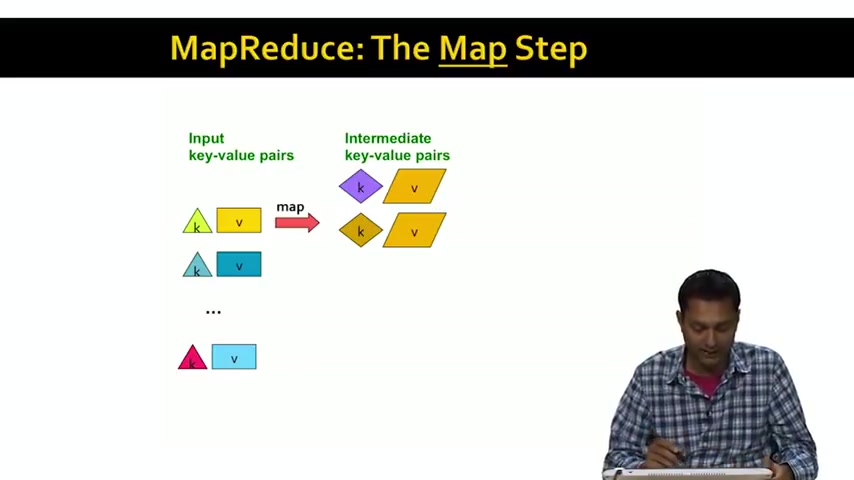 MapReduce: The Map Step
Input
key-value pairs
Intermediate
key-value pairs
k v
k v
map
k v
k v
...
k v